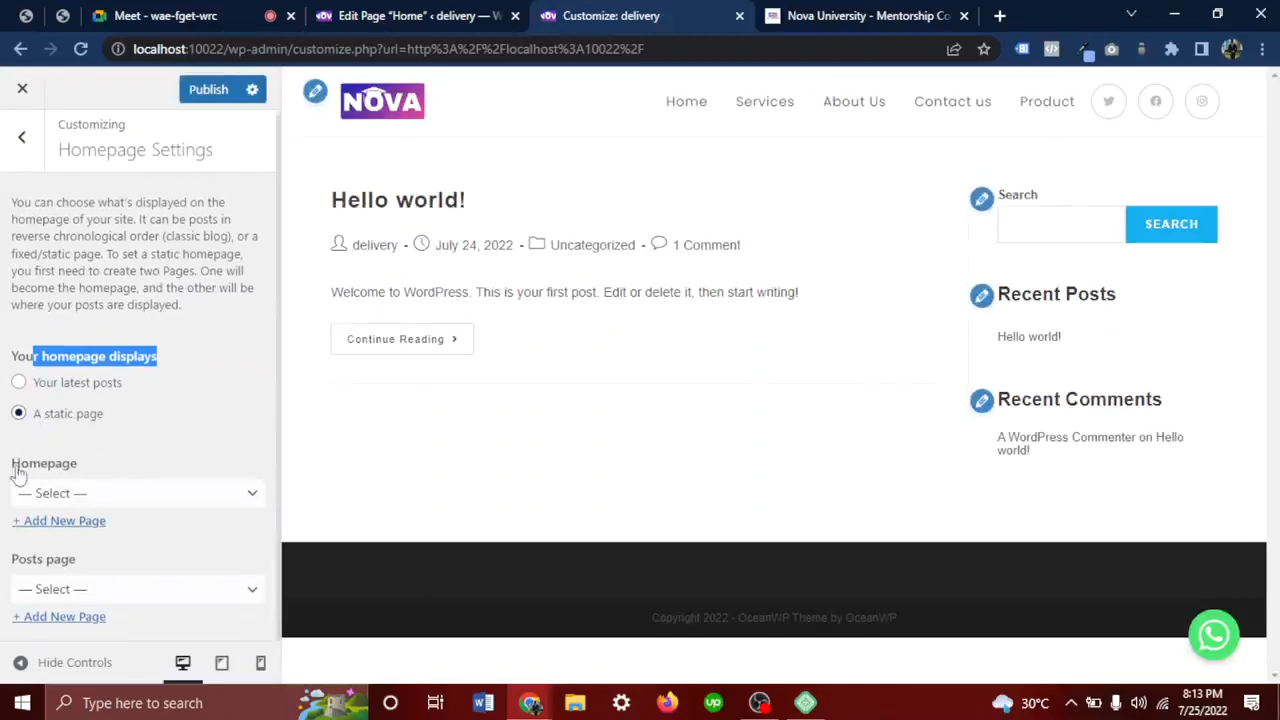 Meet - wae-fget-wrc
Edit Page "Home" ‹ delivery — W
Customize: delivery
Nova University - Mentorship Co
localhost:10022/wp-admin/customize.php?url=http%3A%2F%2Flocalhost%3A10022%2F
Publish
Customizing
Homepage Settings
You can choose what's displayed on the
homepage of your site. It can be posts in
reverse chronological order (classic blog), or a
fixed/static page. To set a static homepage,
you first need to create two Pages. One will
become the homepage, and the other will be
where your posts are displayed.
Your homepage displays
Your latest posts
A static page
Homepage
— Select —
+ Add New Page
Posts page
— Select —
+ Add New Page
Hide Controls
NOVA
Home Services About Us Contact us Product
Hello world!
delivery - July 24, 2022 - Uncategorized - 1 Comment
Welcome to WordPress. This is your first post. Edit or delete it, then start writing!
Continue Reading
Search
SEARCH
Recent Posts
Hello world!
Recent Comments
A WordPress Commenter on Hello
world!
Copyright 2022 - OceanWP Theme by OceanWP
Type here to search
30°C
8:13 PM
7/25/2022